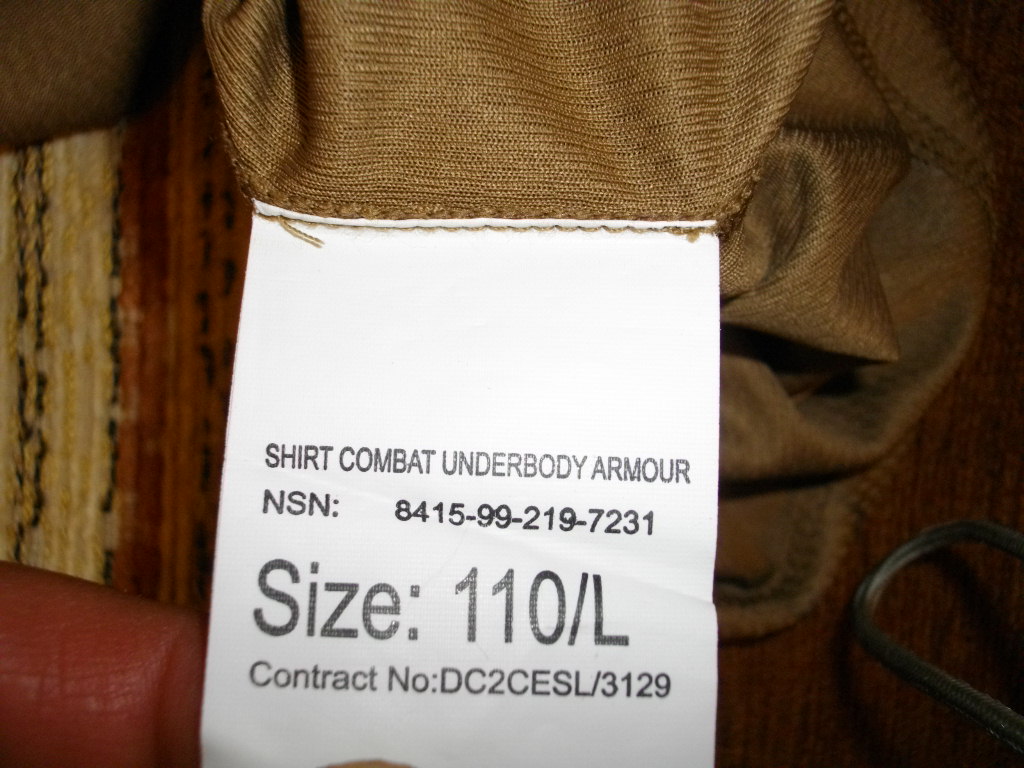 SHIRT COMBAT UNDERBODY ARMOUR
NSN: 8415-99-219-7231
Size: 110/L
Contract No:DC2CESL/3129